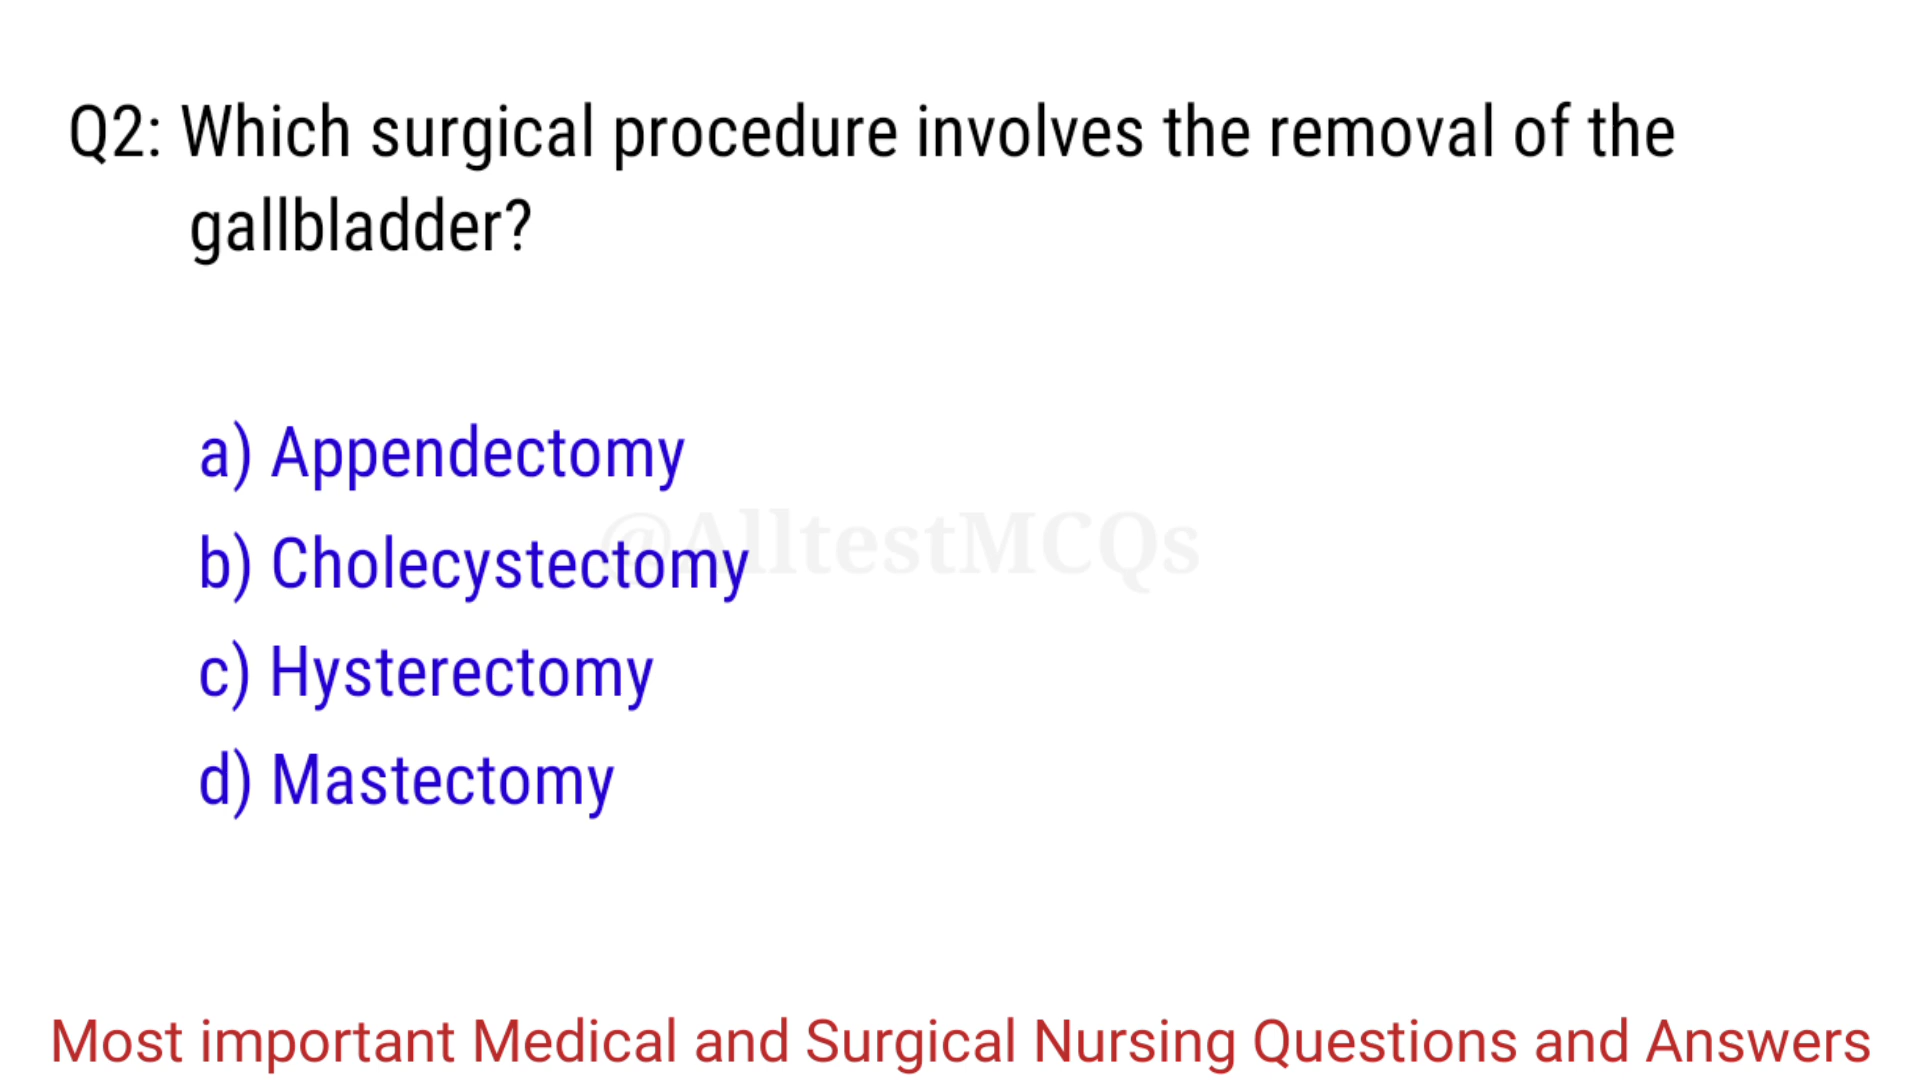 Q2: Which surgical procedure involves the removal of the
gallbladder?
a) Appendectomy
@AlltestMCQs
b) Cholecystectomy
c) Hysterectomy
d) Mastectomy
Most important Medical and Surgical Nursing Questions and Answers